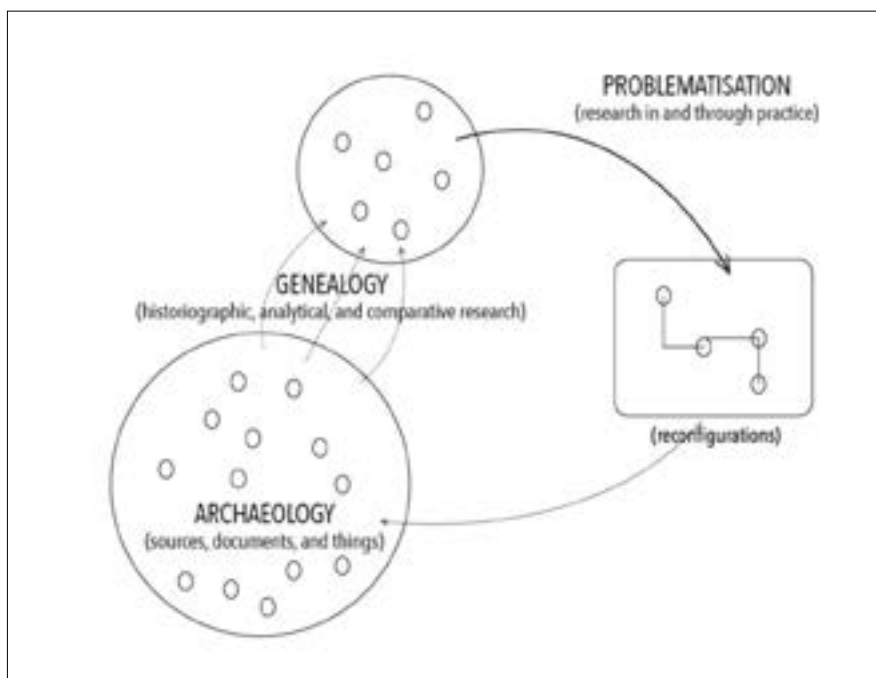 PROBLEMATISATION
(research in and through practice)
GENEALOGY
(historiographic, analytical, and comparative research)
(reconfigurations)
ARCHAEOLOGY
(sources, documents, and things)